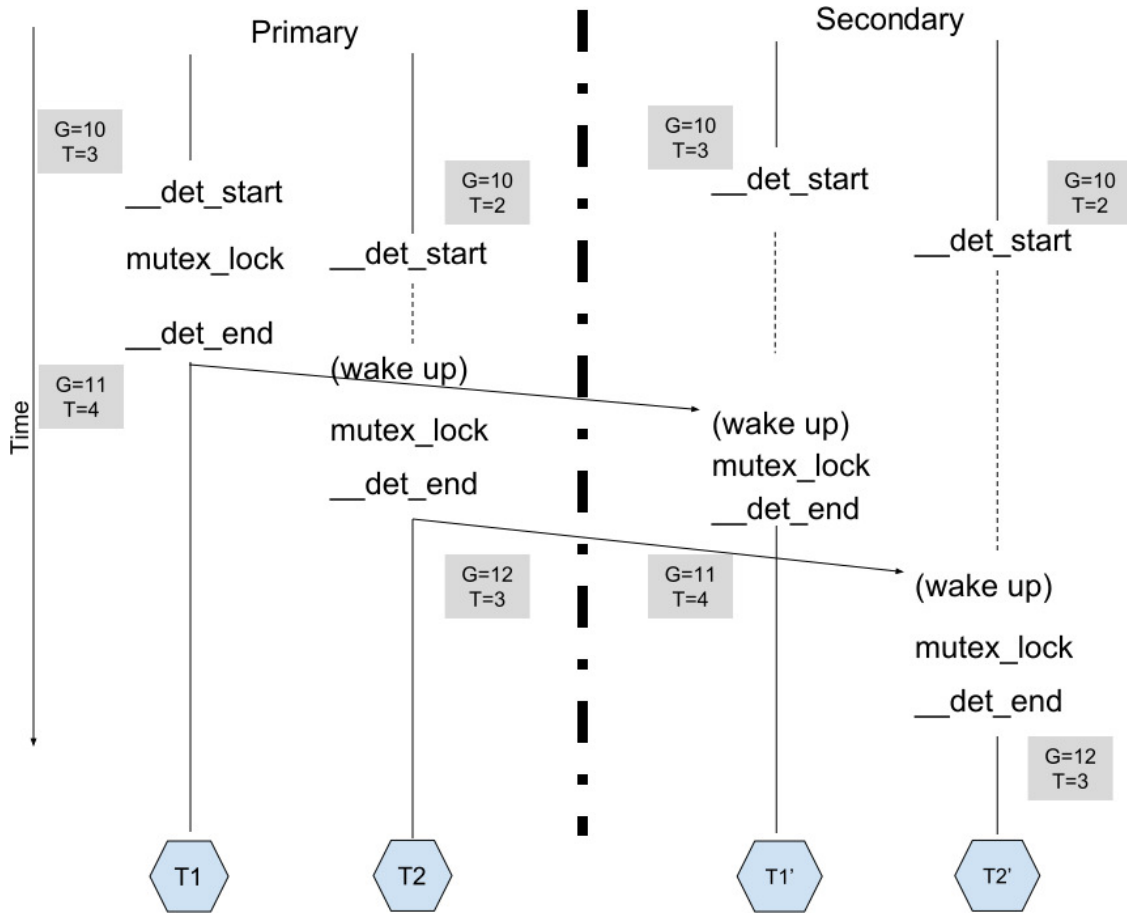 Primary
Secondary
G=10
T=3
G=10
T=3
__det_start
__det_start
G=10
T=2
G=10
T=2
mutex_lock
__det_start
__det_start
__det_end
(wake up)
G=11
T=4
Time
mutex_lock
(wake up)
mutex_lock
__det_end
__det_end
G=12
T=3
G=11
T=4
(wake up)
mutex_lock
__det_end
G=12
T=3
T1
T2
T1’
T2’